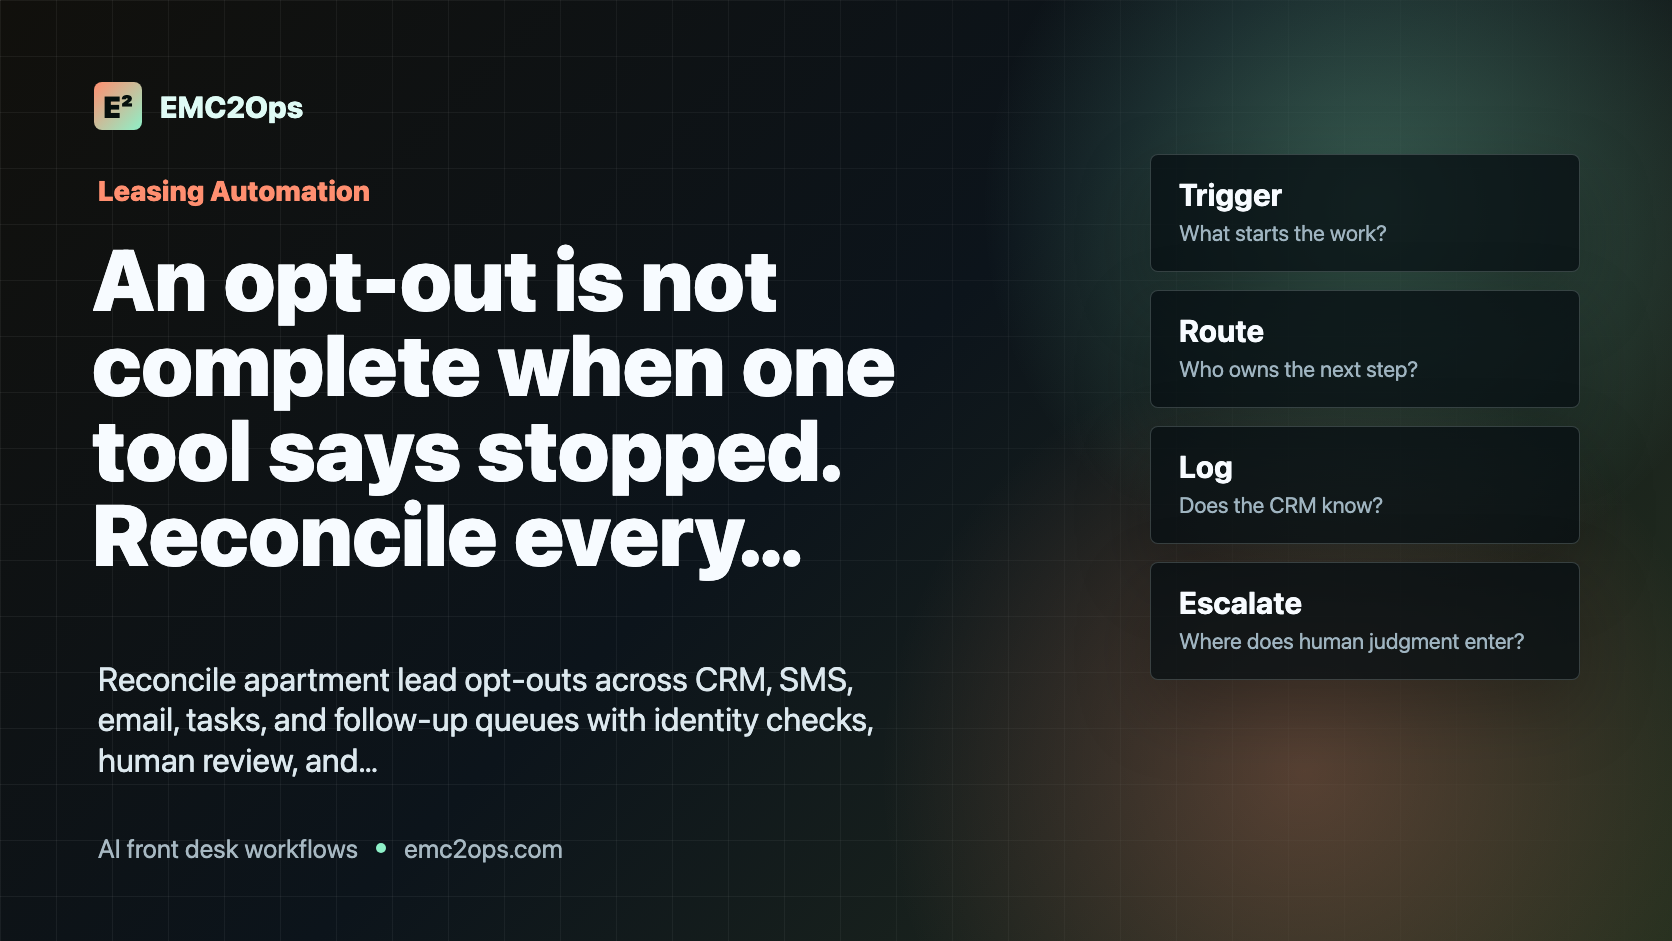 E²
EMC2Ops
Leasing Automation
An opt-out is not
complete when one
tool says stopped.
Reconcile every...
Reconcile apartment lead opt-outs across CRM, SMS,
email, tasks, and follow-up queues with identity checks,
human review, and...
AI front desk workflows • emc2ops.com
Trigger
What starts the work?
Route
Who owns the next step?
Log
Does the CRM know?
Escalate
Where does human judgment enter?